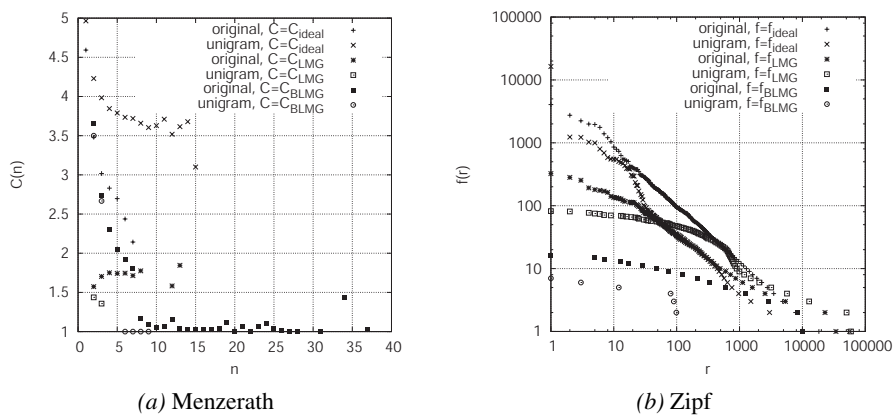 5
4.5
4
3.5
3
2.5
2
1.5
1
0 5 10 15 20 25 30 35 40
C(n)
n
original, C=C_ideal
unigram, C=C_ideal
original, C=C_LMG
unigram, C=C_LMG
original, C=C_BLMG
unigram, C=C_BLMG
(a) Menzerath
100000
10000
1000
100
10
1
1 10 100 1000 10000 100000
f(r)
r
original, f=f_ideal
unigram, f=f_ideal
original, f=f_LMG
unigram, f=f_LMG
original, f=f_BLMG
unigram, f=f_BLMG
(b) Zipf